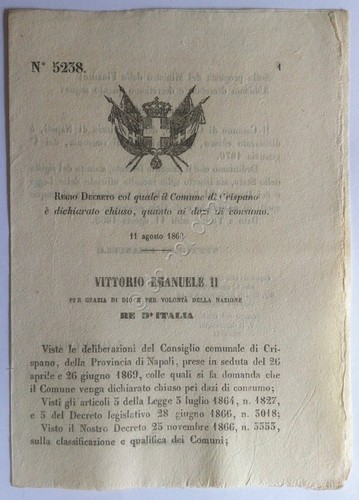 N° 5238.
1
REGIO DECRETO col quale il Comune di Crispano
è dichiarato chiuso, quanto ai dazi di consumo.
11 agosto 1869
VITTORIO EMANUELE II
PER GRAZIA DI DIO E PER VOLONTÀ DELLA NAZIONE
RE D'ITALIA
Viste le deliberazioni del Consiglio comunale di Cri-
spano, della Provincia di Napoli, prese in seduta del 26
aprile e 26 giugno 1869, colle quali si fa domanda che
il Comune venga dichiarato chiuso pei dazi di consumo;
Visti gli articoli 5 della Legge 3 luglio 1864, n. 1827,
e 5 del Decreto legislativo 28 giugno 1866, n. 3018;
Visto il Nostro Decreto 25 novembre 1866, n. 3333,
sulla classificazione e qualifica dei Comuni;